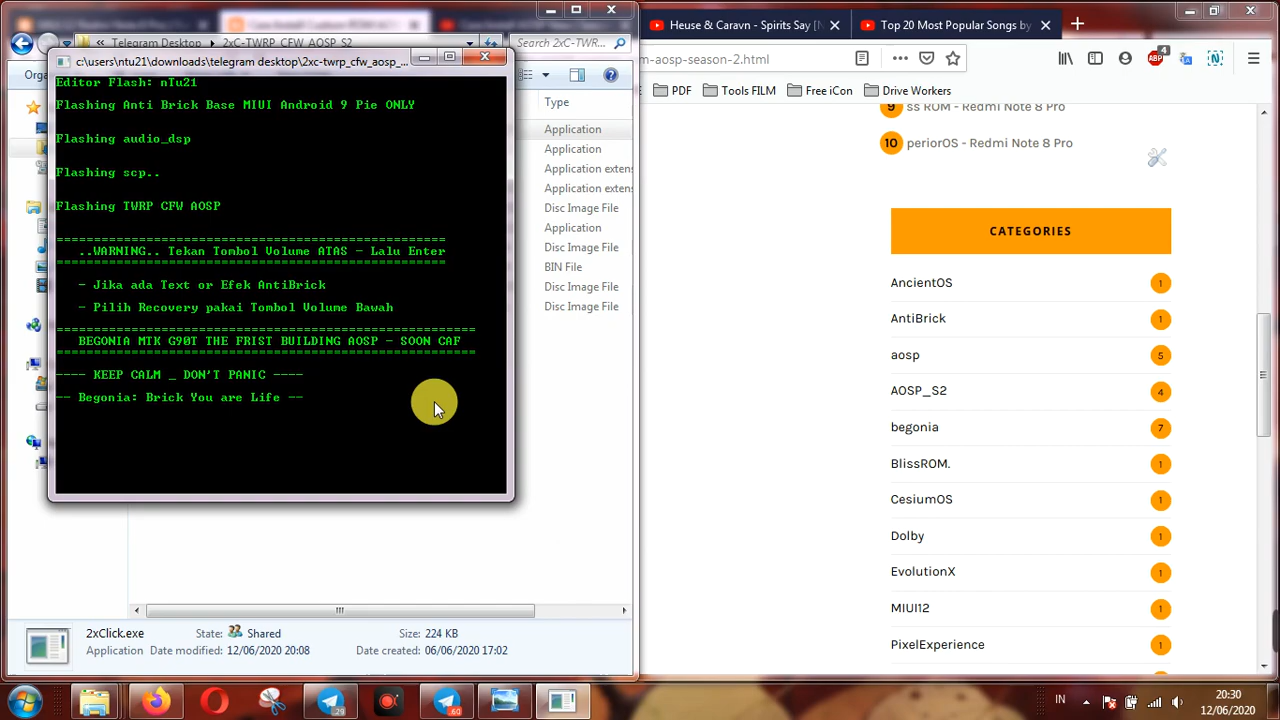 Telegram Desktop
2xC-TWRP_CFW_AOSP_S2
Search 2xC-TWRP_CFW_AOSP...
Heuse & Caravn - Spirits Say [N
Top 20 Most Popular Songs by
m-aosp-season-2.html
PDF
Tools FILM
Free iCon
Drive Workers
4
Type
Application
Application
Application exten
Application exten
Disc Image File
Application
Disc Image File
BIN File
Disc Image File
Disc Image File
c:\users\ntu21\downloads\telegram desktop\2xc-twrp_cfw_aosp_...
Editor Flash: nTu21
Flashing Anti Brick Base MIUI Android 9 Pie ONLY
Flashing audio_dsp
Flashing scp..
Flashing TWRP CFW AOSP
====================================================
..WARNING.. Tekan Tombol Volume ATAS - Lalu Enter
====================================================
- Jika ada Text or Efek AntiBrick
- Pilih Recovery pakai Tombol Volume Bawah
========================================================
BEGONIA MTK G90T THE FRIST BUILDING AOSP - SOON CAF
========================================================
---- KEEP CALM _ DON'T PANIC ----
-- Begonia: Brick You are Life --
9 ss ROM - Redmi Note 8 Pro
10 periorOS - Redmi Note 8 Pro
CATEGORIES
AncientOS 1
AntiBrick 1
aosp 5
AOSP_S2 4
begonia 7
BlissROM. 1
CesiumOS 1
Dolby 1
EvolutionX 1
MIUI12 1
PixelExperience 1
2xClick.exe State: Shared Size: 224 KB
Application Date modified: 12/06/2020 20:08 Date created: 06/06/2020 17:02
29
60
IN
20:30
12/06/2020